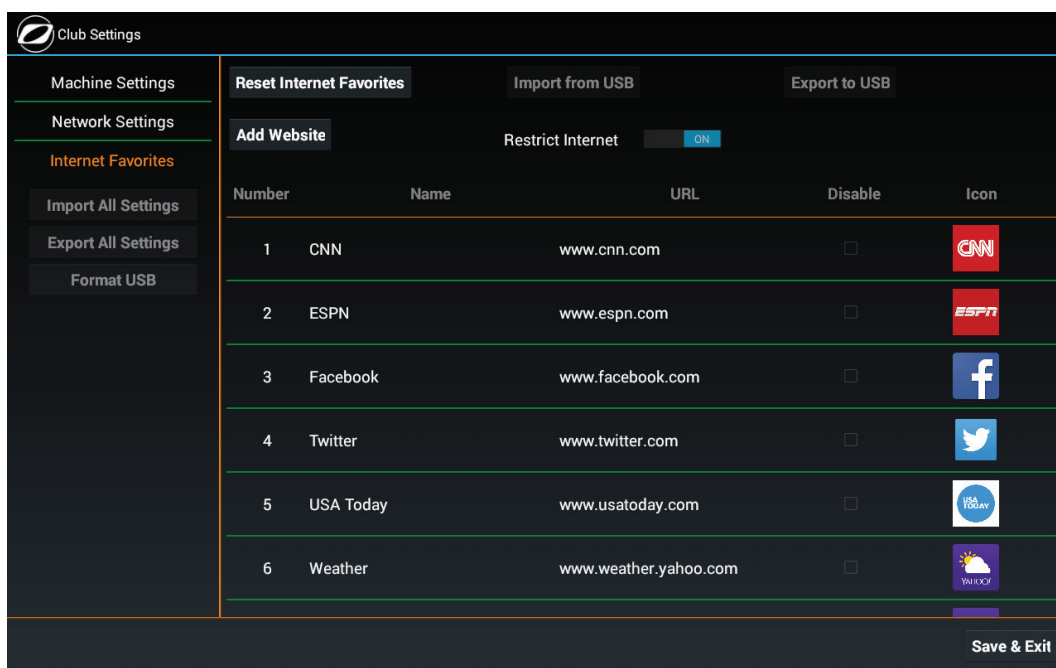 Club Settings
Machine Settings
Network Settings
Internet Favorites
Import All Settings
Export All Settings
Format USB
Reset Internet Favorites Import from USB Export to USB
Add Website Restrict Internet ON
Number Name URL Disable Icon
1 CNN www.cnn.com CNN
2 ESPN www.espn.com ESPN
3 Facebook www.facebook.com f
4 Twitter www.twitter.com
5 USA Today www.usatoday.com USA TODAY
6 Weather www.weather.yahoo.com YAHOO!
Save & Exit